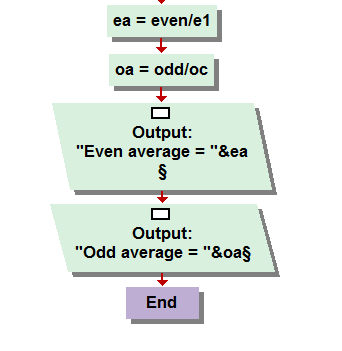 ea = even/e1
oa = odd/oc
Output:
"Even average = "&ea
§
Output:
"Odd average = "&oa§
End